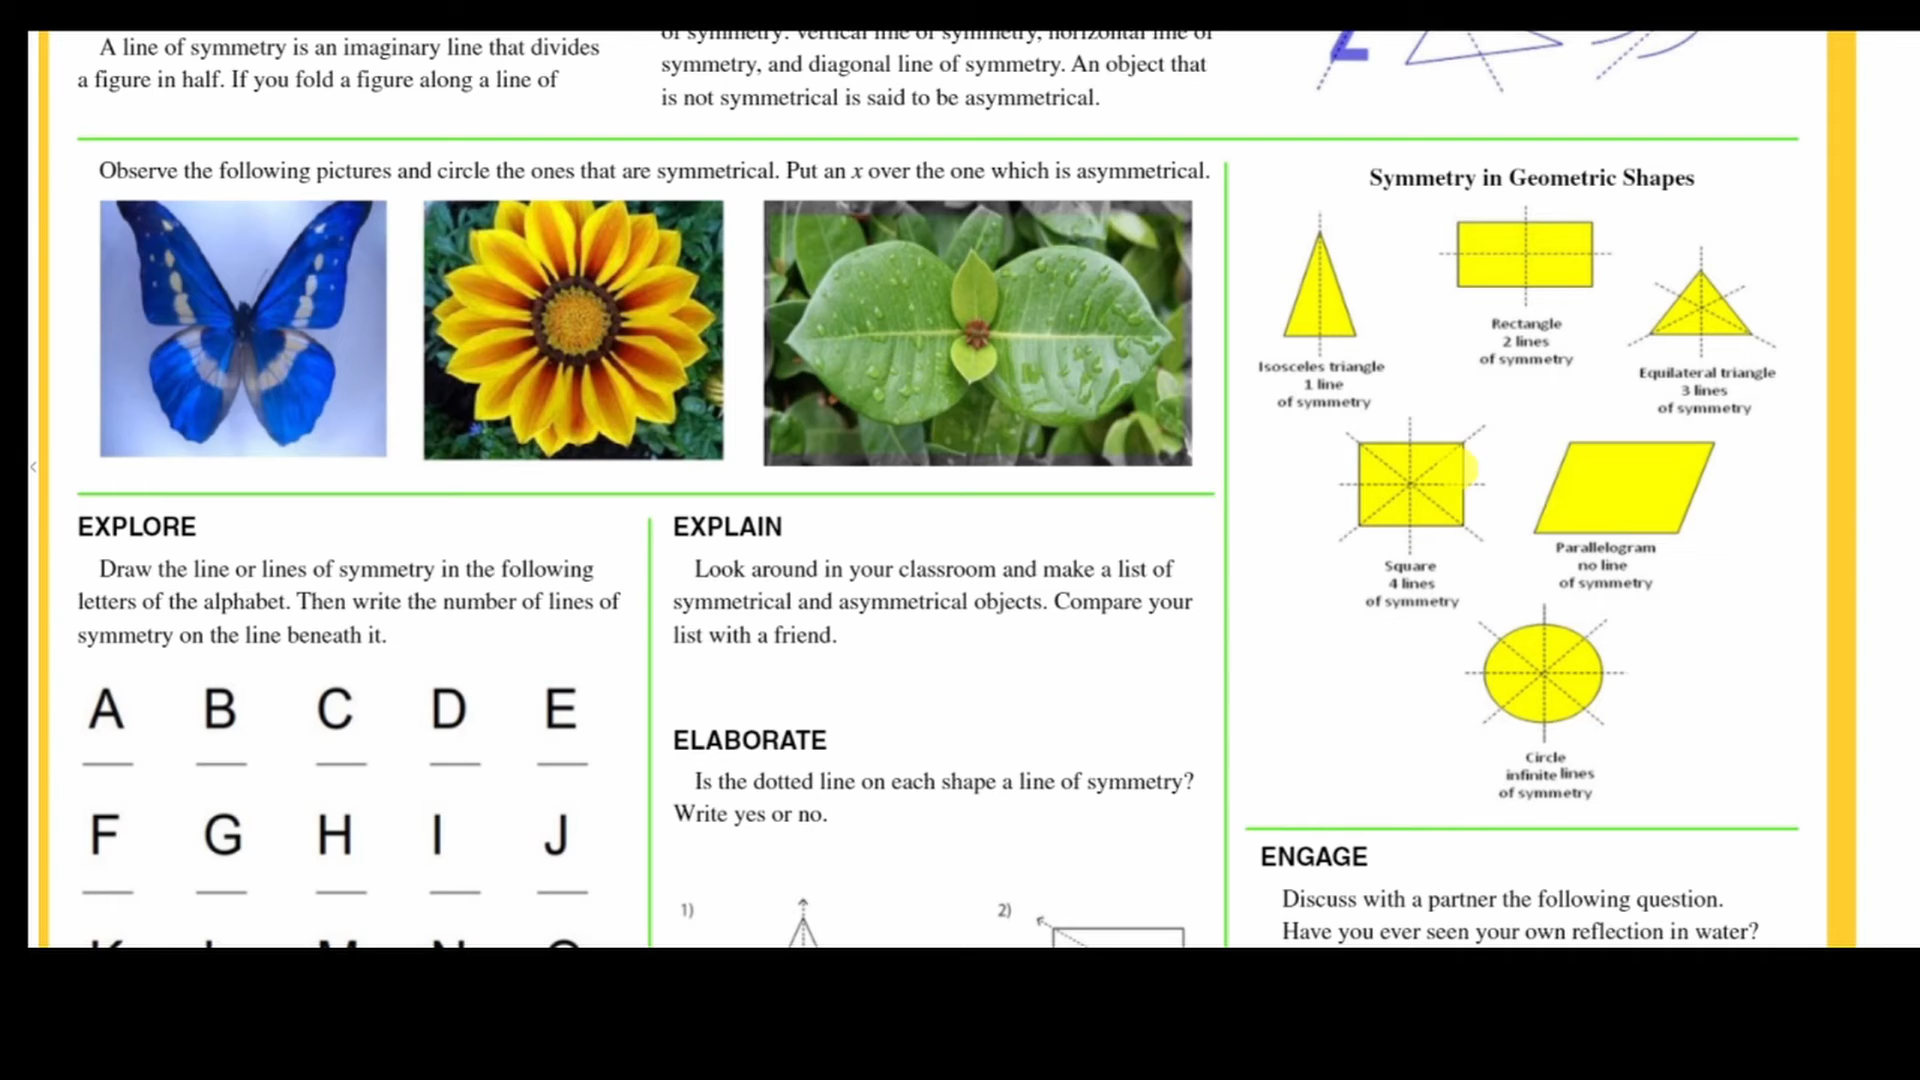 A line of symmetry is an imaginary line that divides
a figure in half. If you fold a figure along a line of
of symmetry: vertical line of symmetry, horizontal line of
symmetry, and diagonal line of symmetry. An object that
is not symmetrical is said to be asymmetrical.
Observe the following pictures and circle the ones that are symmetrical. Put an x over the one which is asymmetrical.
EXPLORE
Draw the line or lines of symmetry in the following
letters of the alphabet. Then write the number of lines of
symmetry on the line beneath it.
A B C D E
F G H I J
EXPLAIN
Look around in your classroom and make a list of
symmetrical and asymmetrical objects. Compare your
list with a friend.
ELABORATE
Is the dotted line on each shape a line of symmetry?
Write yes or no.
1) 2)
Symmetry in Geometric Shapes
Isosceles triangle
1 line
of symmetry
Rectangle
2 lines
of symmetry
Equilateral triangle
3 lines
of symmetry
Square
4 lines
of symmetry
Parallelogram
no line
of symmetry
Circle
infinite lines
of symmetry
ENGAGE
Discuss with a partner the following question.
Have you ever seen your own reflection in water?